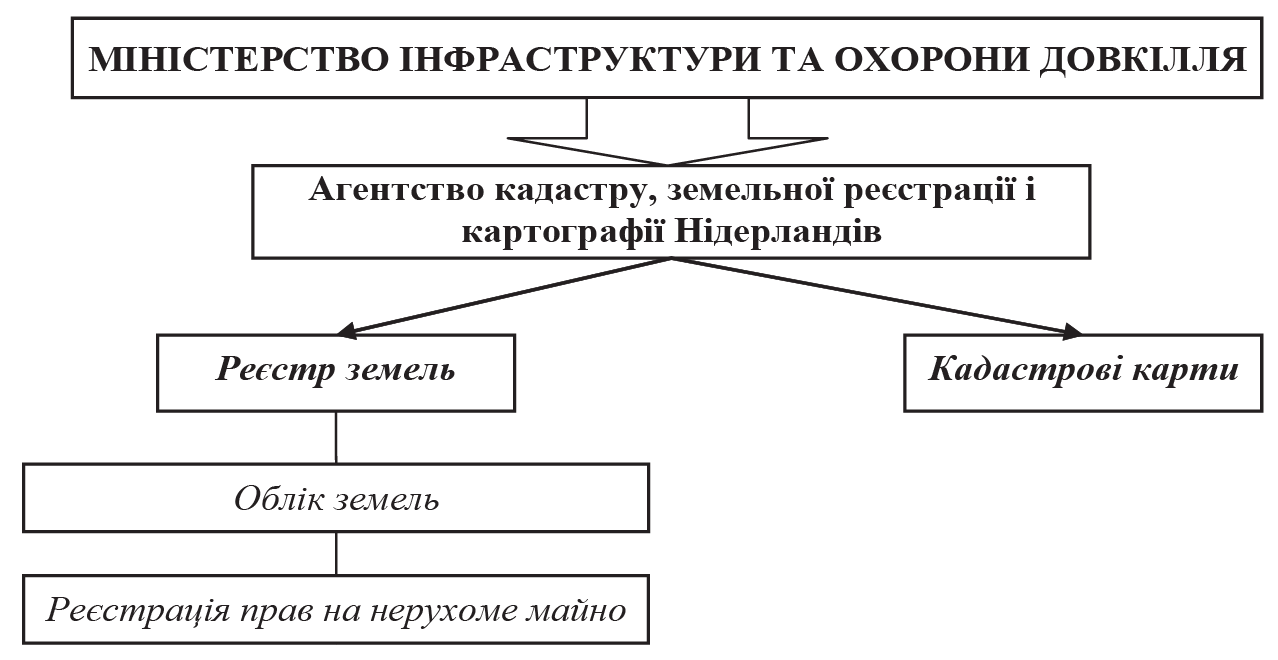 МІНІСТЕРСТВО ІНФРАСТРУКТУРИ ТА ОХОРОНИ ДОВКІЛЛЯ
Агентство кадастру, земельної реєстрації і
картографії Нідерландів
Реєстр земель
Кадастрові карти
Облік земель
Реєстрація прав на нерухоме майно